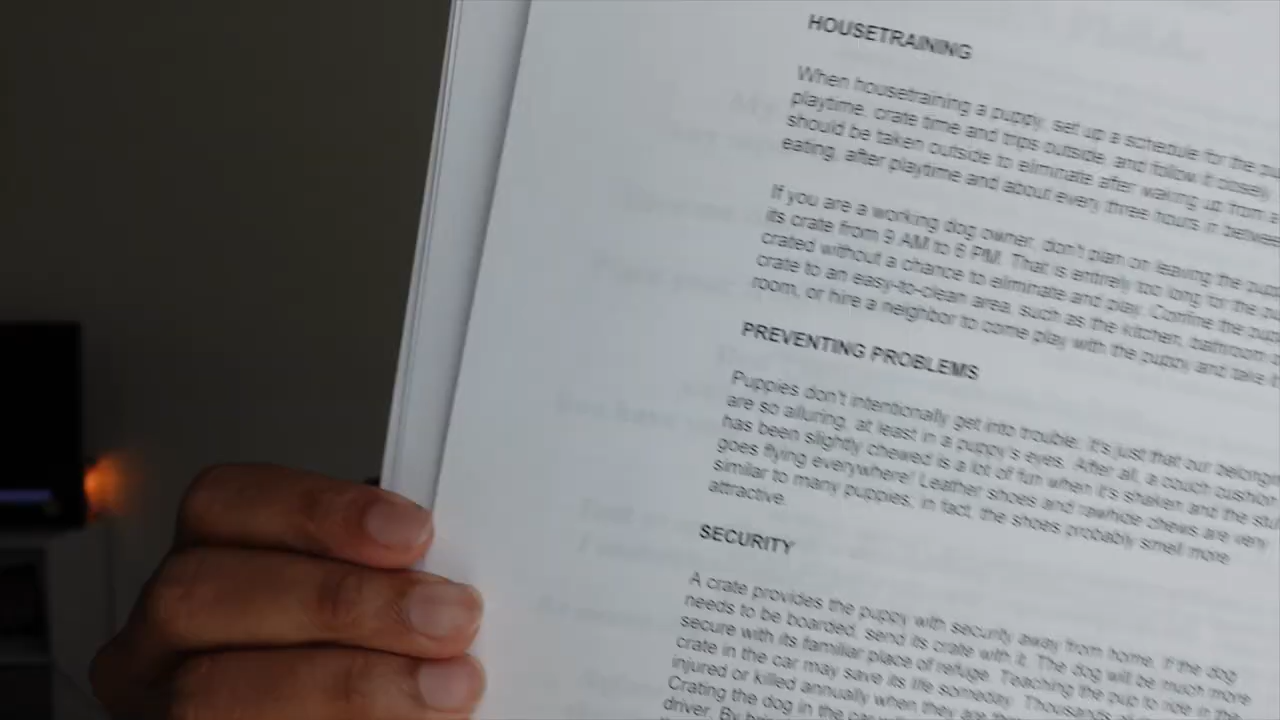 HOUSETRAINING
When housetraining a puppy, set up a schedule for the
playtime, crate time and trips outside, and follow it closely.
should be taken outside to eliminate after waking up from a
eating, after playtime and about every three hours in
If you are a working dog owner, don't plan on leaving the
its crate from 9 AM to 6 PM. That is entirely too long for the
crated without a chance to eliminate and play. Confine the
crate to an easy-to-clean area, such as the kitchen, bathroom
room, or hire a neighbor to come play with the puppy and take
PREVENTING PROBLEMS
Puppies don't intentionally get into trouble; it's just that our
are so alluring, at least in a puppy's eyes. After all, a couch cushion
has been slightly chewed is a lot of fun when it's shaken and the
goes flying everywhere! Leather shoes and rawhide chews are very
similar to many puppies; in fact, the shoes probably smell more
attractive.
SECURITY
A crate provides the puppy with security away from home. If the dog
needs to be boarded, send its crate with it. The dog will be much more
secure with its familiar place of refuge. Teaching the pup to ride in the
crate in the car may save its life someday.
injured or killed annually when they are
Crating the dog in the car
driver. By